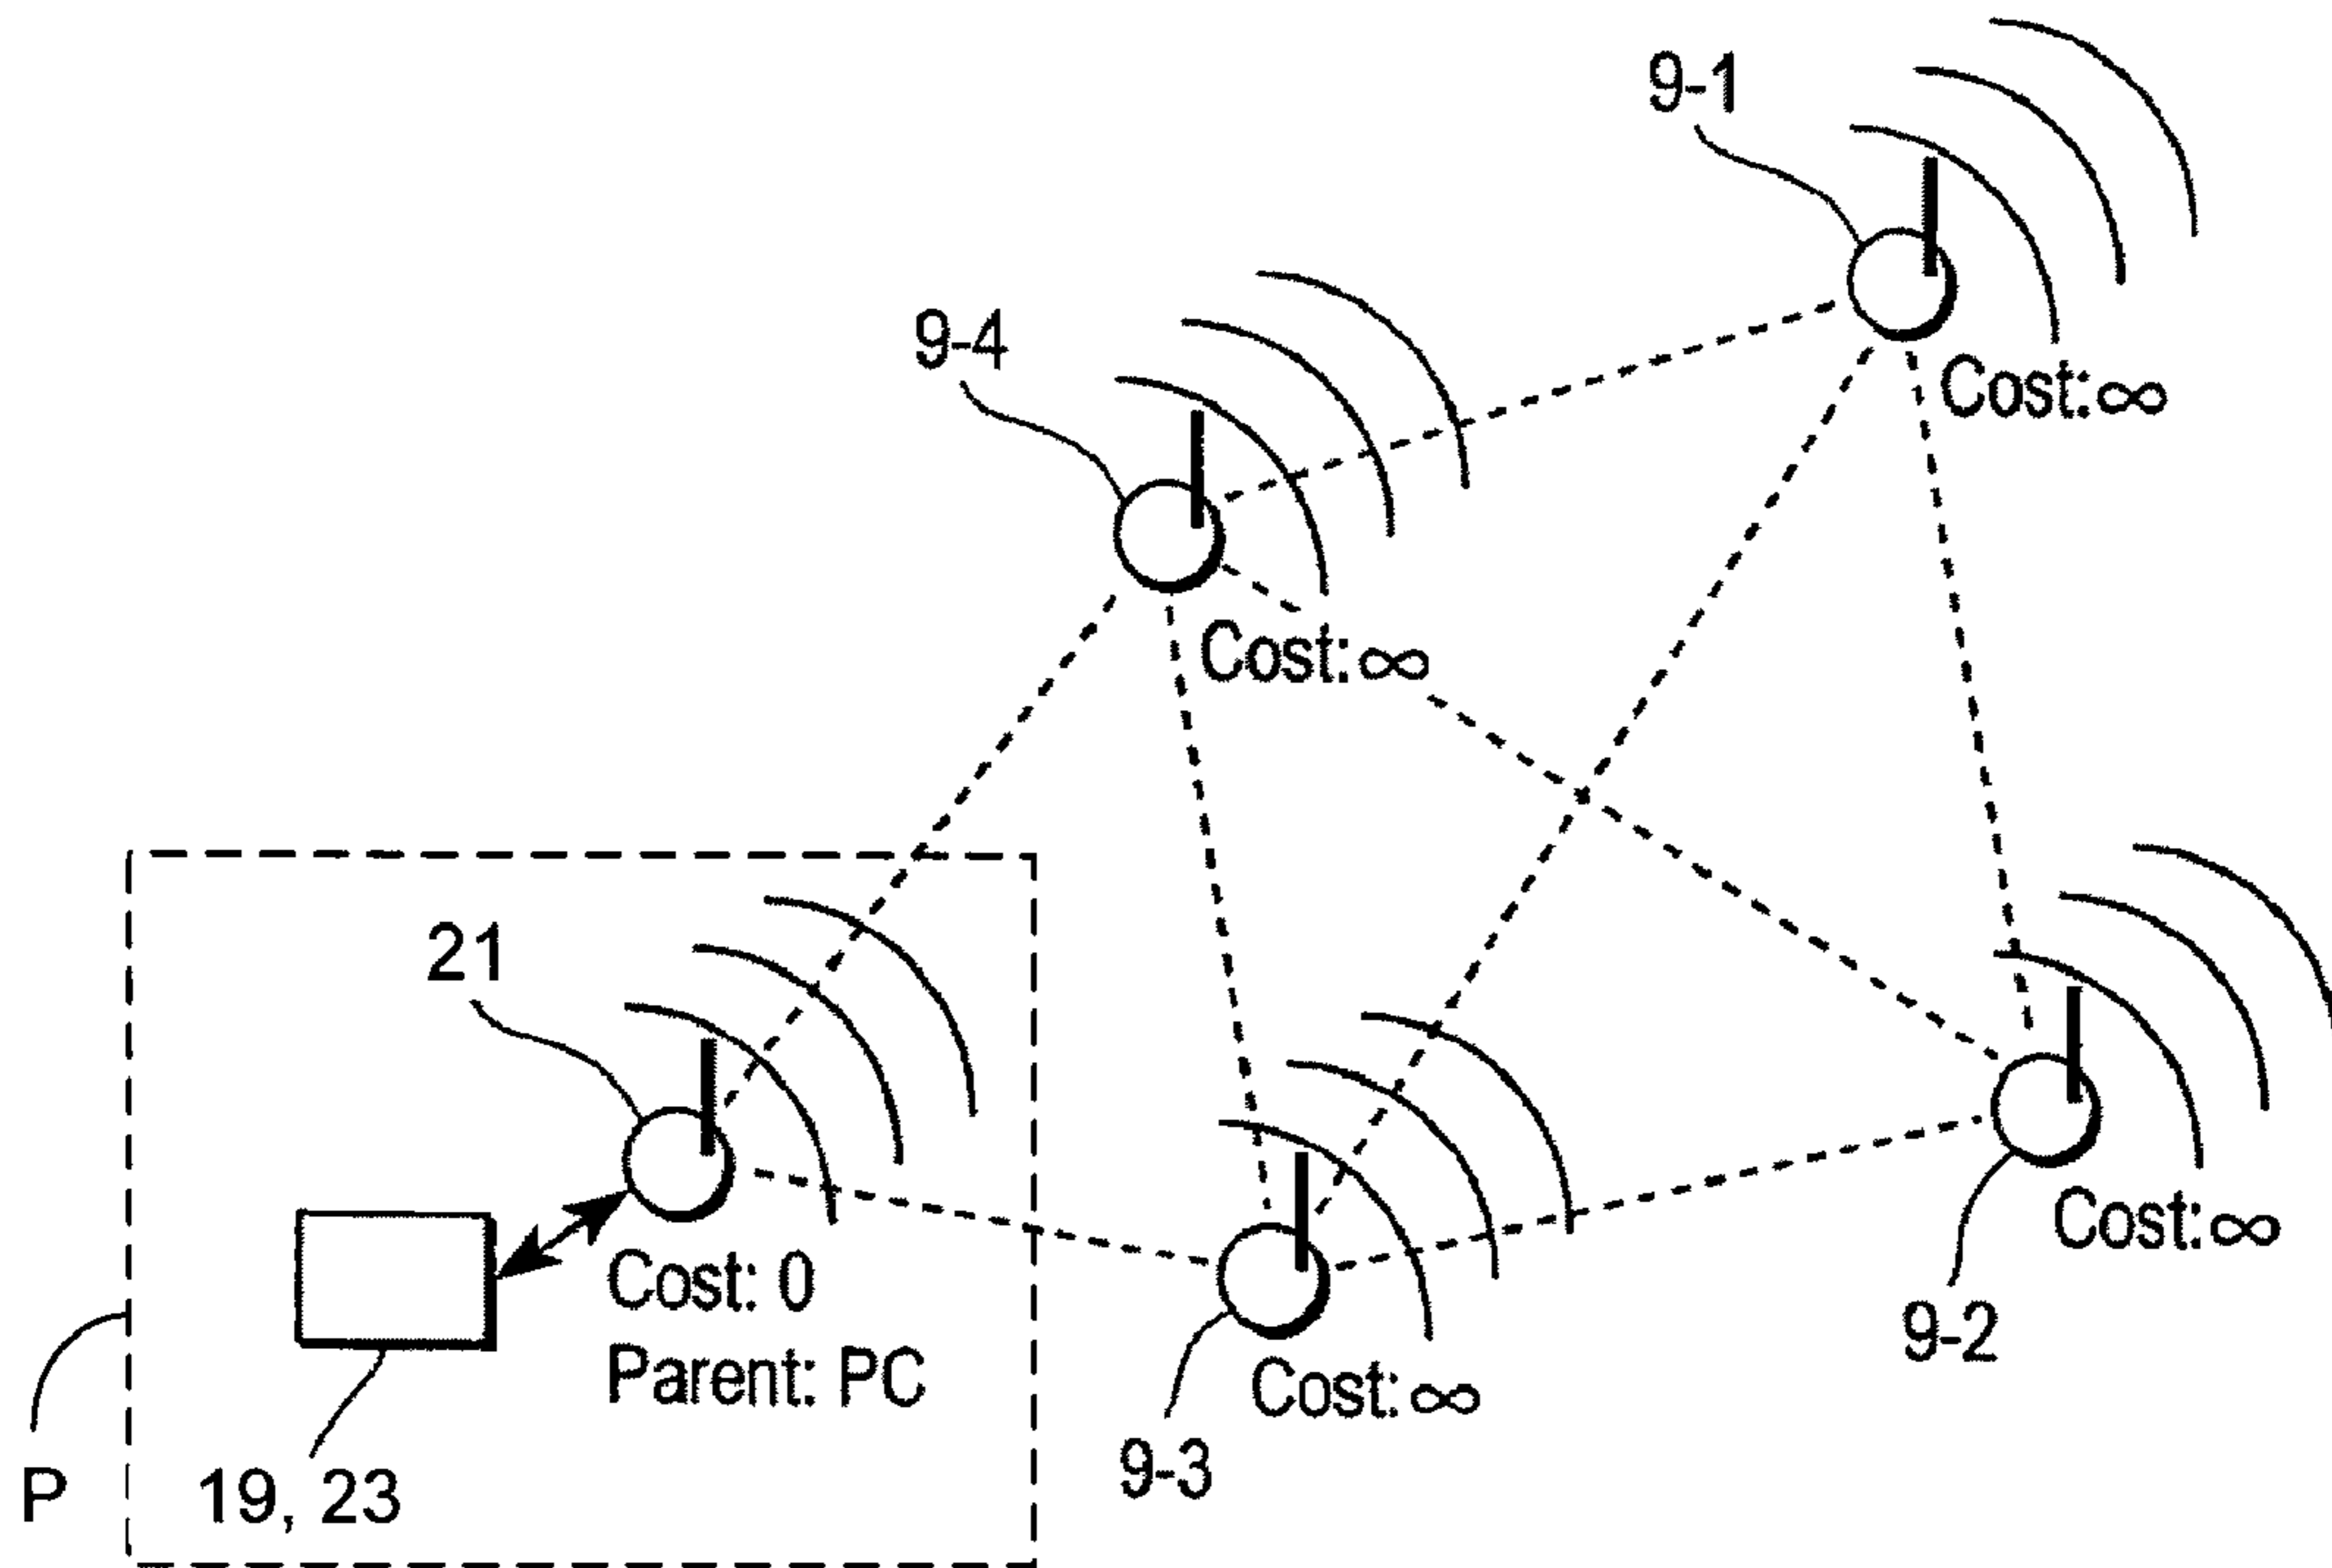 9-1
Cost:∞
9-4
Cost:∞
21
Cost: 0
Parent: PC
Cost:∞
9-2
Cost:∞
9-3
P
19, 23